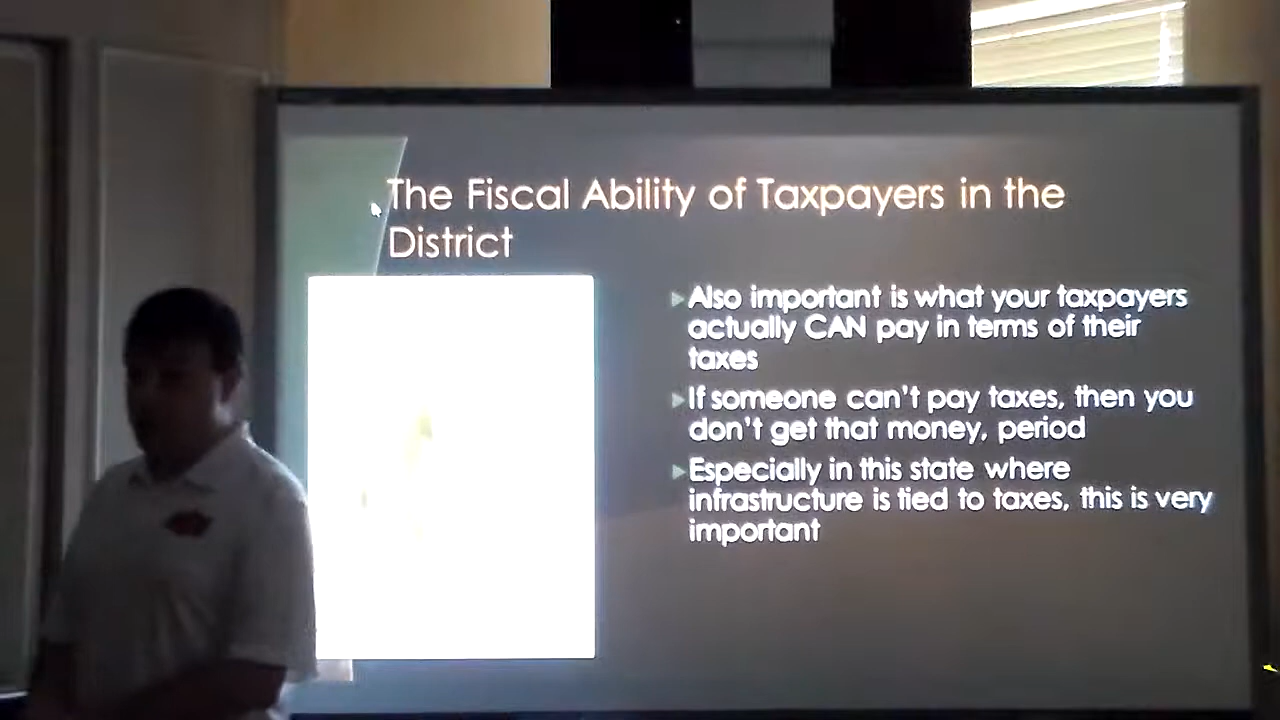 The Fiscal Ability of Taxpayers in the
District
Also important is what your taxpayers
actually CAN pay in terms of their
taxes
If someone can't pay taxes, then you
don't get that money, period
Especially in this state where
infrastructure is tied to taxes, this is very
important